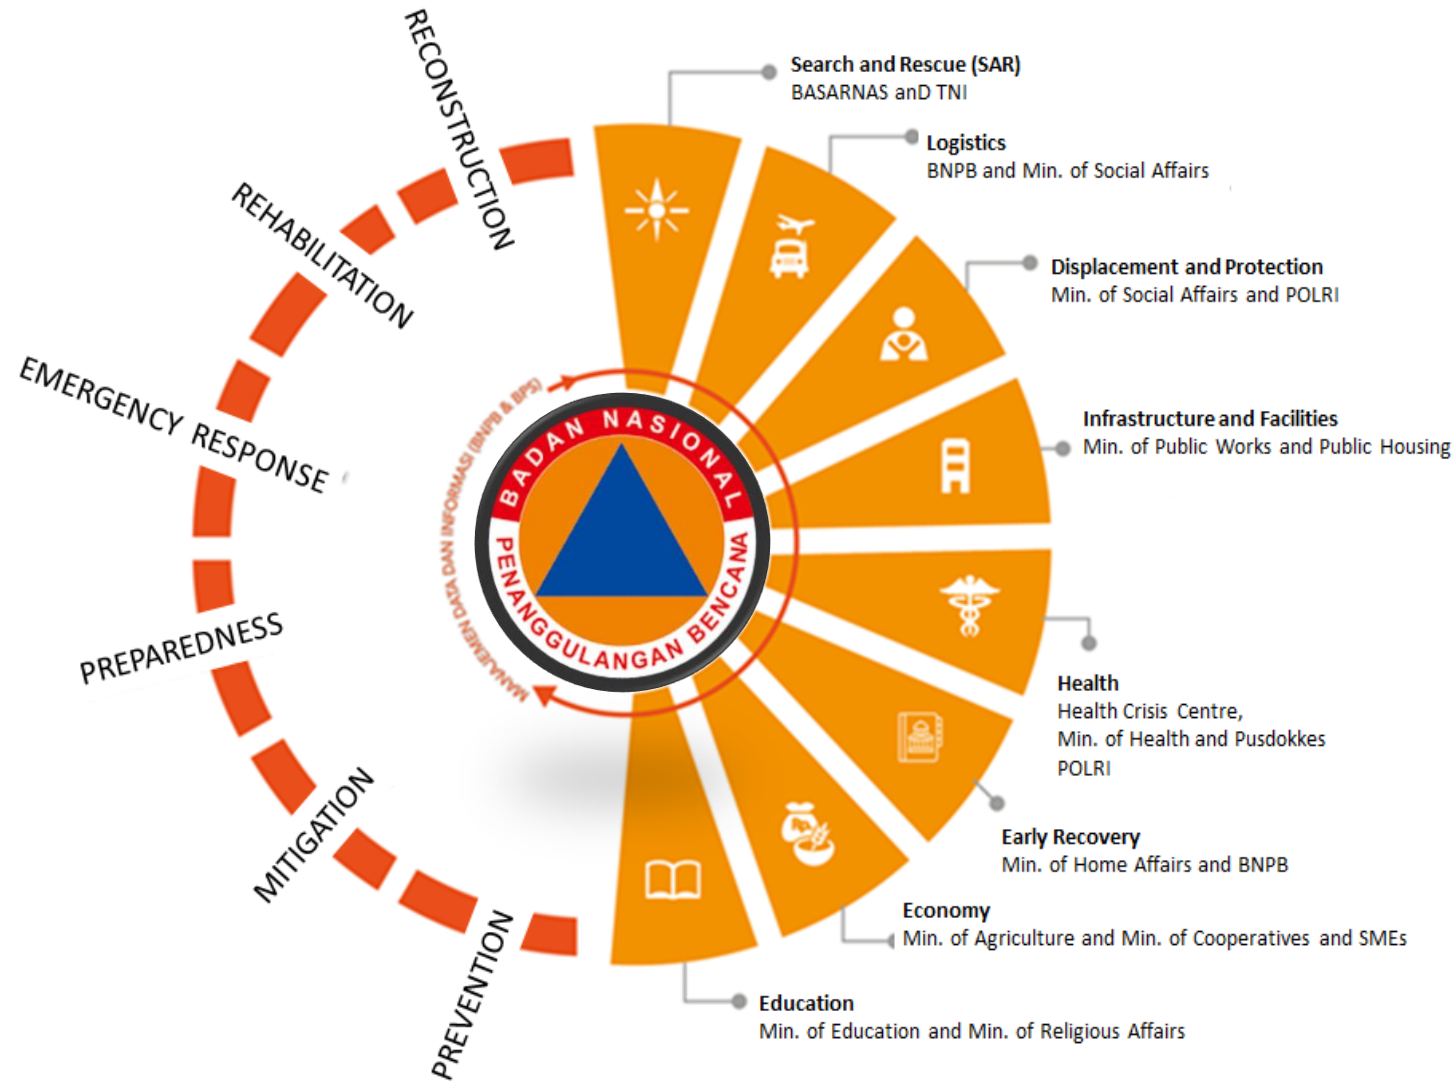 RECONSTRUCTION
REHABILITATION
EMERGENCY RESPONSE
PREPAREDNESS
MITIGATION
PREVENTION
MANAJEMEN DATA DAN INFORMASI (BNPB & BPS)
BADAN NASIONAL
PENANGGULANGAN BENCANA
Search and Rescue (SAR)
BASARNAS anD TNI
Logistics
BNPB and Min. of Social Affairs
Displacement and Protection
Min. of Social Affairs and POLRI
Infrastructure and Facilities
Min. of Public Works and Public Housing
Health
Health Crisis Centre,
Min. of Health and Pusdokkes
POLRI
Early Recovery
Min. of Home Affairs and BNPB
Economy
Min. of Agriculture and Min. of Cooperatives and SMEs
Rp
Education
Min. of Education and Min. of Religious Affairs